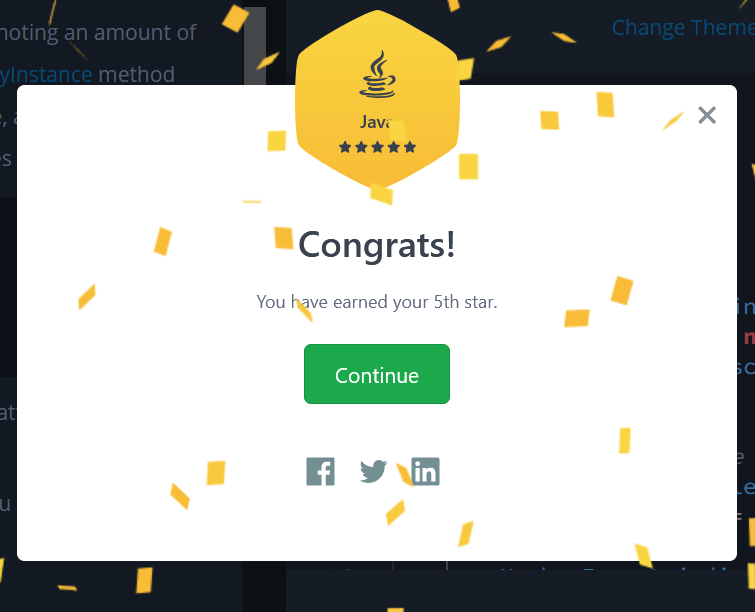 noting an amount of
Change Theme
yInstance method
Java
Congrats!
You have earned your 5th star.
Continue